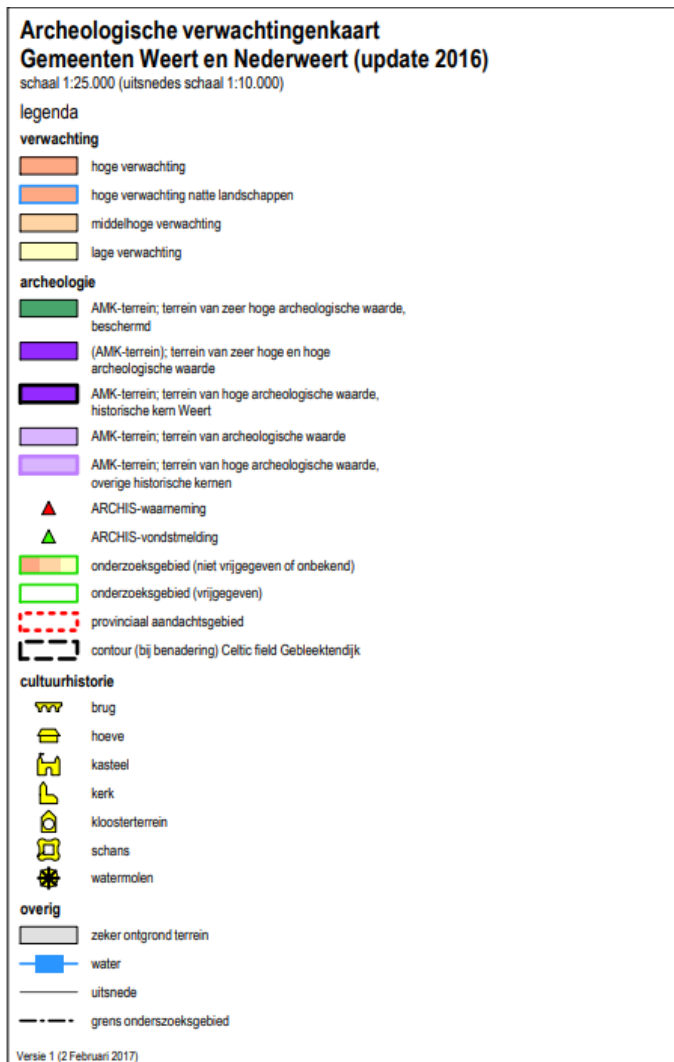 Archeologische verwachtingenkaart
Gemeenten Weert en Nederweert (update 2016)
schaal 1:25.000 (uitsnedes schaal 1:10.000)
legenda
verwachting
hoge verwachting
hoge verwachting natte landschappen
middelhoge verwachting
lage verwachting
archeologie
AMK-terrein; terrein van zeer hoge archeologische waarde,
beschermd
(AMK-terrein); terrein van zeer hoge en hoge
archeologische waarde
AMK-terrein; terrein van hoge archeologische waarde,
historische kern Weert
AMK-terrein; terrein van archeologische waarde
AMK-terrein; terrein van hoge archeologische waarde,
overige historische kernen
ARCHIS-waarneming
ARCHIS-vondstmelding
onderzoeksgebied (niet vrijgegeven of onbekend)
onderzoeksgebied (vrijgegeven)
provinciaal aandachtsgebied
contour (bij benadering) Celtic field Gebleektendijk
cultuurhistorie
brug
hoeve
kasteel
kerk
kloosterterrein
schans
watermolen
overig
zeker ontgrond terrein
water
uitsnede
grens onderszoeksgebied
Versie 1 (2 Februari 2017)